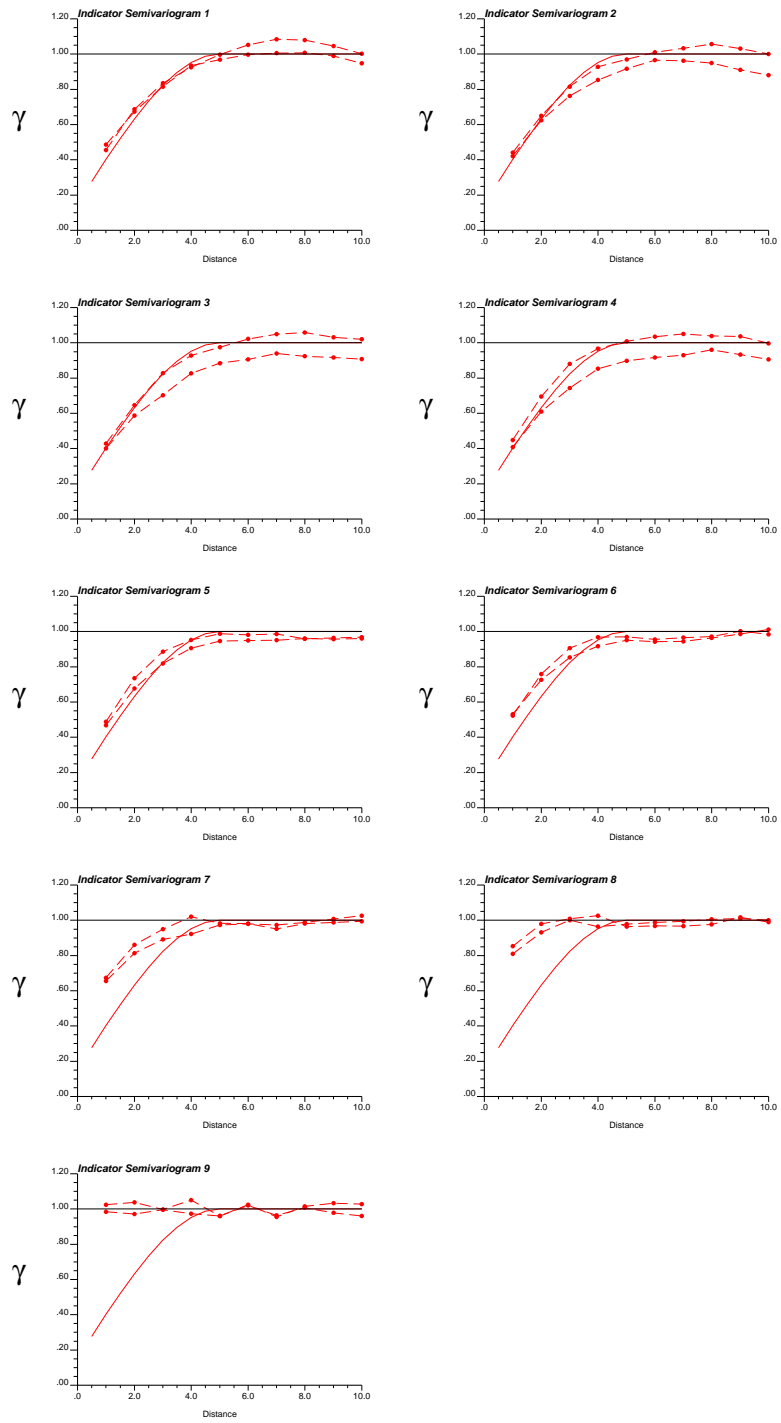 Indicator Semivariogram 1
γ
1.20
1.00
.80
.60
.40
.20
.00
.0 2.0 4.0 6.0 8.0 10.0
Distance
Indicator Semivariogram 2
γ
1.20
1.00
.80
.60
.40
.20
.00
.0 2.0 4.0 6.0 8.0 10.0
Distance
Indicator Semivariogram 3
γ
1.20
1.00
.80
.60
.40
.20
.00
.0 2.0 4.0 6.0 8.0 10.0
Distance
Indicator Semivariogram 4
γ
1.20
1.00
.80
.60
.40
.20
.00
.0 2.0 4.0 6.0 8.0 10.0
Distance
Indicator Semivariogram 5
γ
1.20
1.00
.80
.60
.40
.20
.00
.0 2.0 4.0 6.0 8.0 10.0
Distance
Indicator Semivariogram 6
γ
1.20
1.00
.80
.60
.40
.20
.00
.0 2.0 4.0 6.0 8.0 10.0
Distance
Indicator Semivariogram 7
γ
1.20
1.00
.80
.60
.40
.20
.00
.0 2.0 4.0 6.0 8.0 10.0
Distance
Indicator Semivariogram 8
γ
1.20
1.00
.80
.60
.40
.20
.00
.0 2.0 4.0 6.0 8.0 10.0
Distance
Indicator Semivariogram 9
γ
1.20
1.00
.80
.60
.40
.20
.00
.0 2.0 4.0 6.0 8.0 10.0
Distance